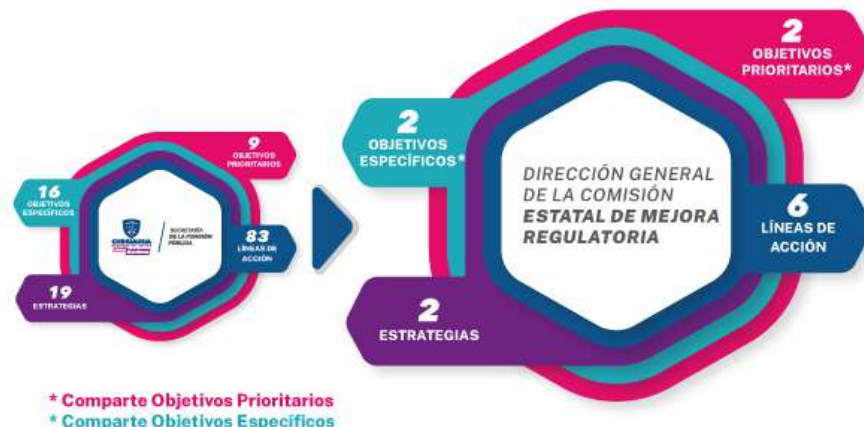 9
OBJETIVOS
PRIORITARIOS
16
OBJETIVOS
ESPECÍFICOS
CHIHUAHUA
SECRETARÍA
DE LA FUNCIÓN
PÚBLICA
83
LÍNEAS DE
ACCIÓN
19
ESTRATEGIAS
2
OBJETIVOS
PRIORITARIOS*
2
OBJETIVOS
ESPECÍFICOS*
DIRECCIÓN GENERAL
DE LA COMISIÓN
ESTATAL DE MEJORA
REGULATORIA
6
LÍNEAS DE
ACCIÓN
2
ESTRATEGIAS
* Comparte Objetivos Prioritarios
* Comparte Objetivos Específicos